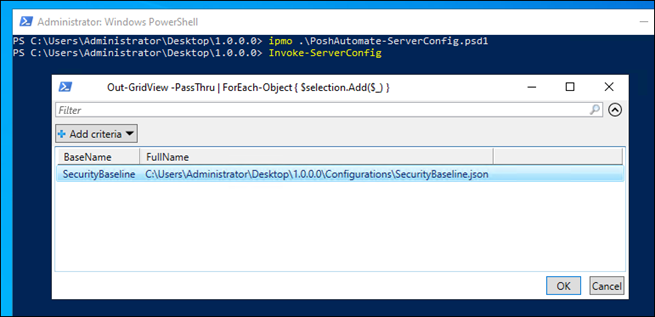 Administrator: Windows PowerShell
PS C:\Users\Administrator\Desktop\1.0.0.0> ipmo .\PoshAutomate-ServerConfig.psd1
PS C:\Users\Administrator\Desktop\1.0.0.0> Invoke-ServerConfig
Out-GridView -PassThru | ForEach-Object { $selection.Add($_) }
Filter
Add criteria
BaseName FullName
SecurityBaseline C:\Users\Administrator\Desktop\1.0.0.0\Configurations\SecurityBaseline.json
OK Cancel